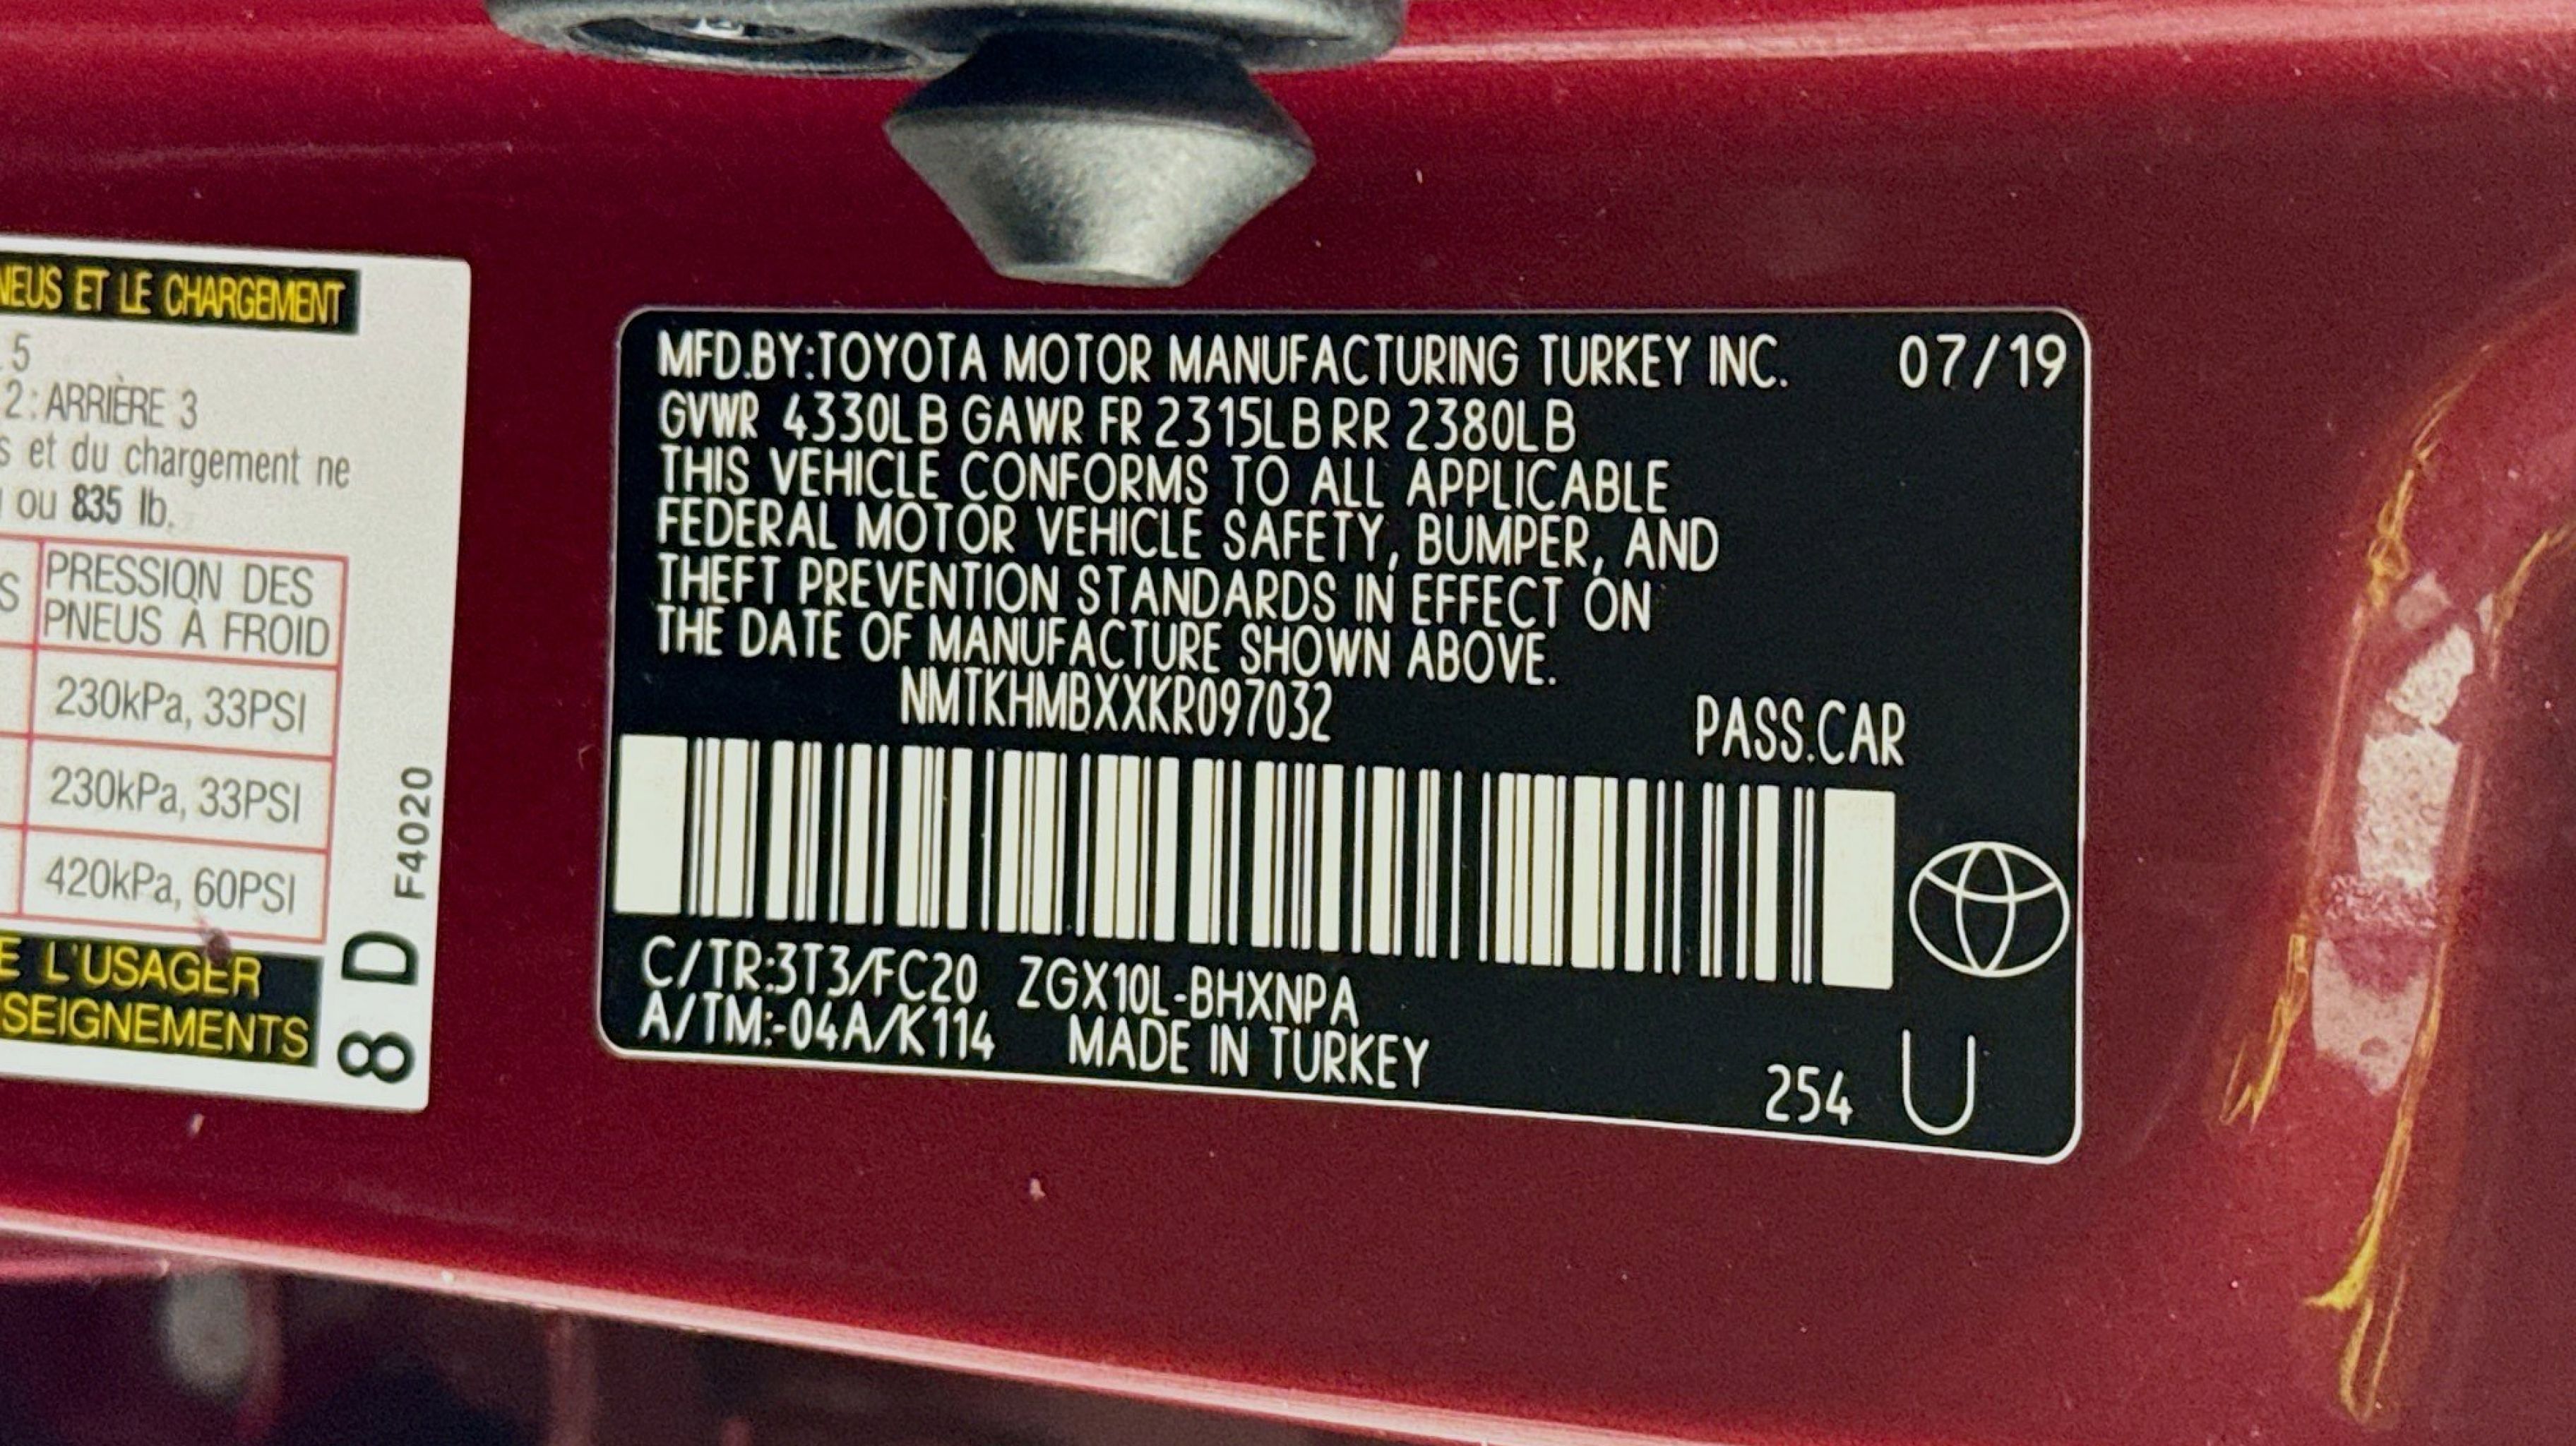 NEUS ET LE CHARGEMENT
5
2: ARRIÈRE 3
s et du chargement ne
ou 835 lb.
S
PRESSION DES
PNEUS À FROID
230kPa, 33PSI
230kPa, 33PSI
420kPa, 60PSI
E L'USAGER
SEIGNEMENTS
8 D F4020
MFD.BY:TOYOTA MOTOR MANUFACTURING TURKEY INC. 07/19
GVWR 4330LB GAWR FR 2315LB RR 2380LB
THIS VEHICLE CONFORMS TO ALL APPLICABLE
FEDERAL MOTOR VEHICLE SAFETY, BUMPER, AND
THEFT PREVENTION STANDARDS IN EFFECT ON
THE DATE OF MANUFACTURE SHOWN ABOVE.
NMTKHMBXXKR097032 PASS.CAR
C/TR:3T3/FC20 ZGX10L-BHXNPA
A/TM:-04A/K114 MADE IN TURKEY
254 U